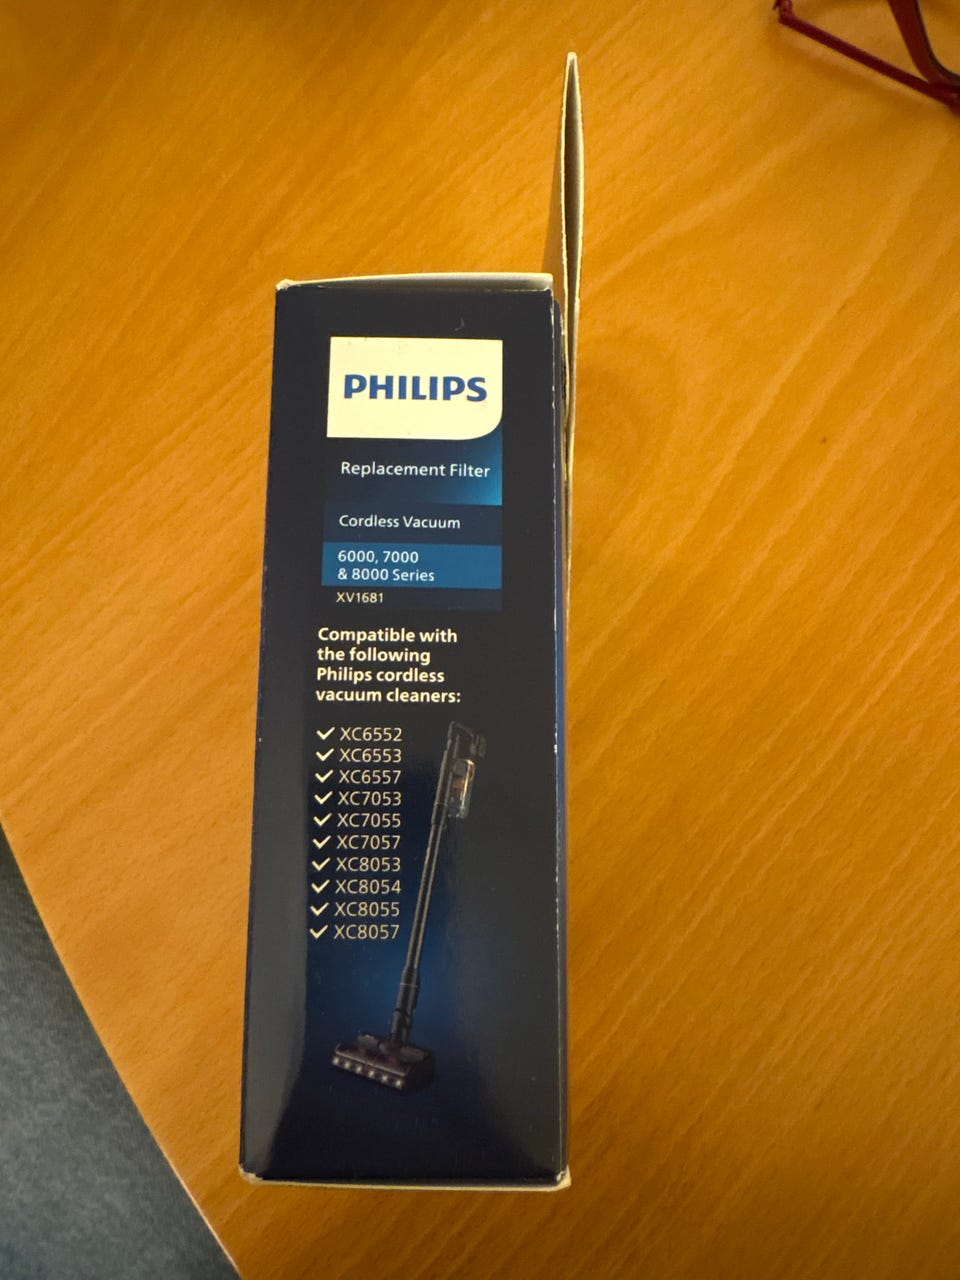 PHILIPS
Replacement Filter
Cordless Vacuum
6000, 7000
& 8000 Series
XV1681
Compatible with
the following
Philips cordless
vacuum cleaners:
XC6552
XC6553
XC6557
XC7053
XC7055
XC7057
XC8053
XC8054
XC8055
XC8057